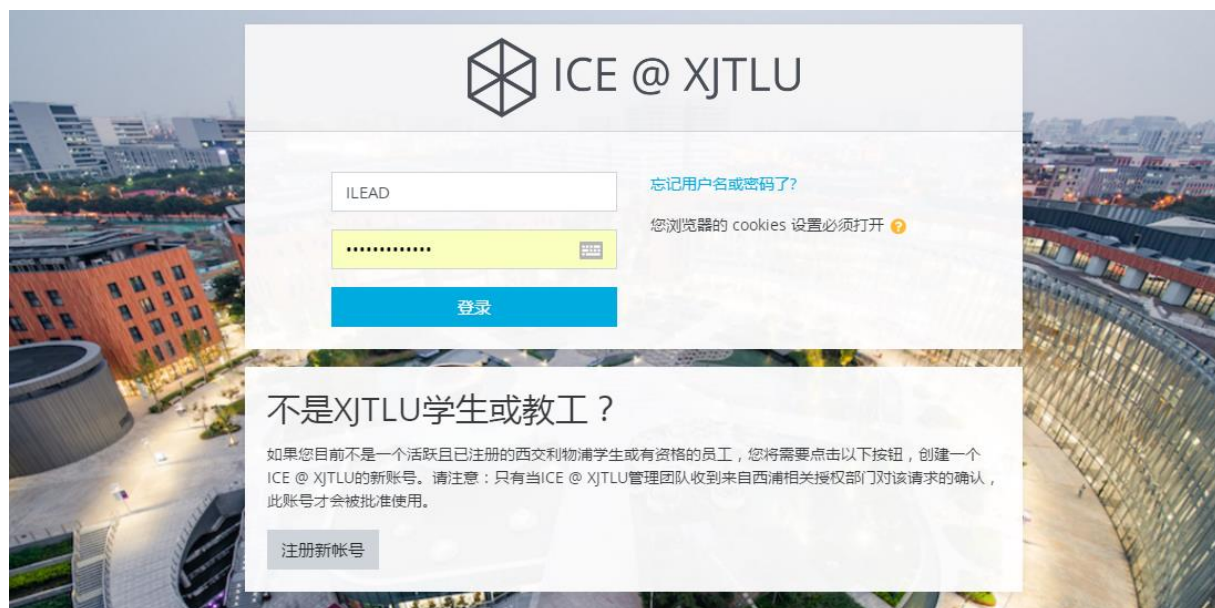 ICE @ XJTLU
ILEAD
忘记用户名或密码了?
您浏览器的 cookies 设置必须打开
•••••••••••••
登录
不是XJTLU学生或教工？
如果您目前不是一个活跃且已注册的西交利物浦学生或有资格的员工，您将需要点击以下按钮，创建一个
ICE @ XJTLU的新账号。请注意：只有当ICE @ XJTLU管理团队收到来自西浦相关授权部门对该请求的确认，
此账号才会被批准使用。
注册新帐号